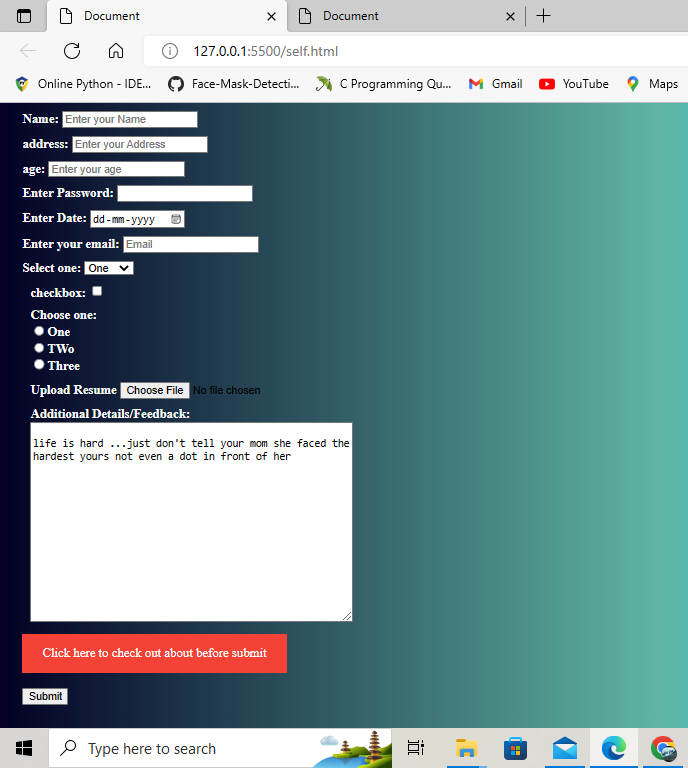 Document
Document
127.0.0.1:5500/self.html
Online Python - IDE... Face-Mask-Detecti... C Programming Qu... Gmail YouTube Maps
Name: Enter your Name
address: Enter your Address
age: Enter your age
Enter Password:
Enter Date: dd-mm-yyyy
Enter your email: Email
Select one: One
checkbox:
Choose one:
One
TWo
Three
Upload Resume Choose File No file chosen
Additional Details/Feedback:
life is hard ...just don't tell your mom she faced the
hardest yours not even a dot in front of her
Click here to check out about before submit
Submit
Type here to search